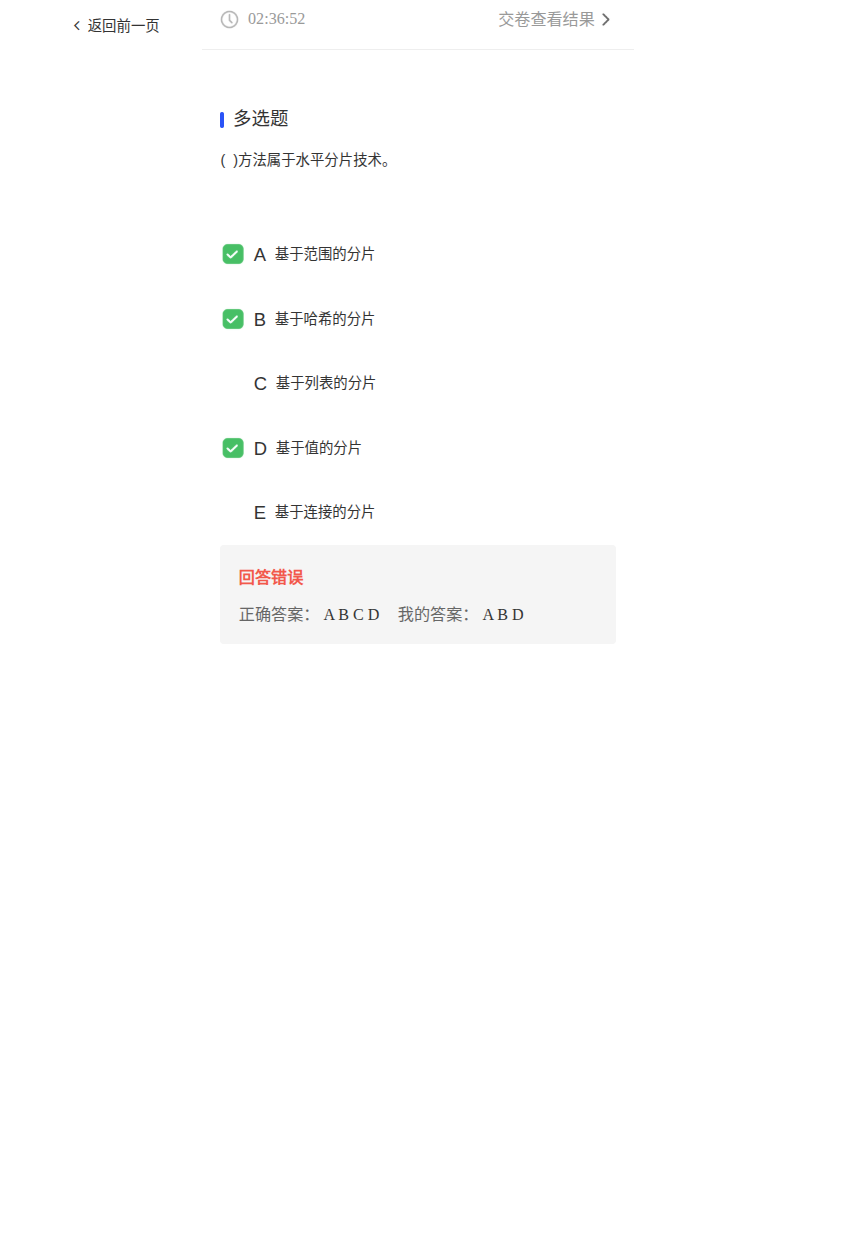 返回前一页
02:36:52 交卷查看结果
多选题
( )方法属于水平分片技术。
A 基于范围的分片
B 基于哈希的分片
C 基于列表的分片
D 基于值的分片
E 基于连接的分片
回答错误
正确答案： A B C D 我的答案： A B D